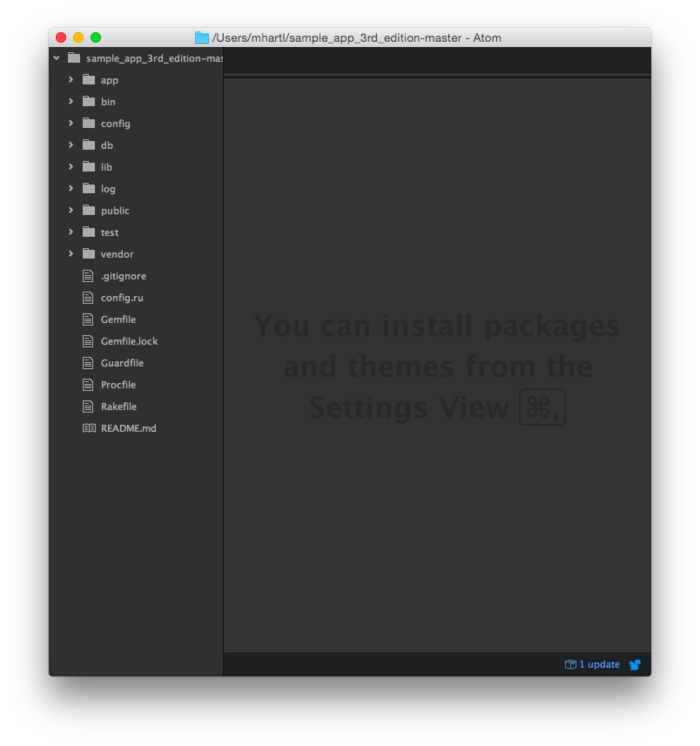 /Users/mhartl/sample_app_3rd_edition-master - Atom
sample_app_3rd_edition-mas
app
bin
config
db
lib
log
public
test
vendor
.gitignore
config.ru
Gemfile
Gemfile.lock
Guardfile
Procfile
Rakefile
README.md
You can install packages
and themes from the
Settings View ⌘,
1 update